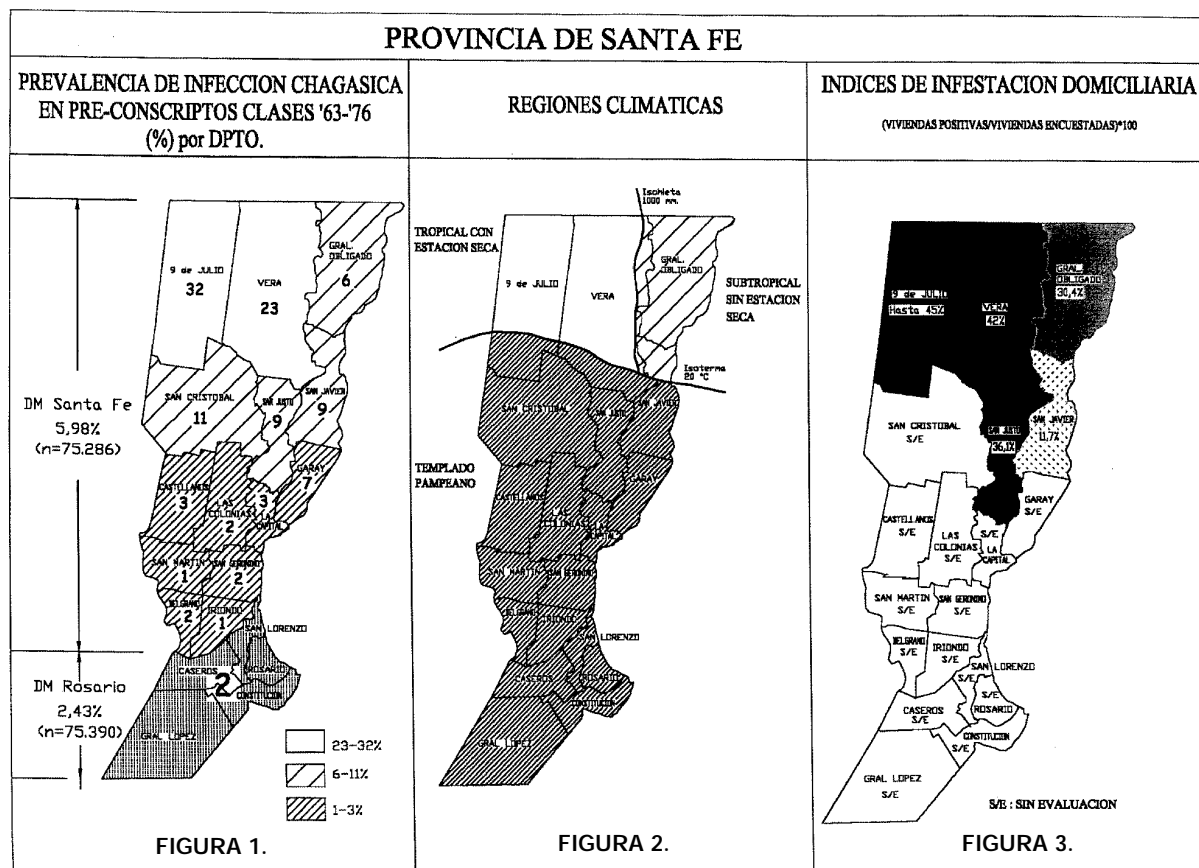 PROVINCIA DE SANTA FE
PREVALENCIA DE INFECCION CHAGASICA
EN PRE-CONSCRIPTOS CLASES '63-'76
(%) por DPTO.
DM Santa Fe
5,98%
(n=75.286)
DM Rosario
2,43%
(n=75.390)
9 de JULIO
32
VERA
23
GRAL.
OBLIGADO
6
SAN CRISTOBAL
11
SAN JUSTO
9
SAN JAVIER
9
GARAY
7
CASTELLANOS
3
LAS
COLONIAS
2
3
LA
CAPITAL
SAN MARTIN
1
SAN GERONIMO
2
BELGRANO
2
IRIONDO
1
SAN LORENZO
CASEROS
2
ROSARIO
CONSTITUCION
GRAL LOPEZ
23-32%
6-11%
1-3%
FIGURA 1.
REGIONES CLIMATICAS
Isohieta
1000 mm.
TROPICAL CON
ESTACION SECA
9 de JULIO
VERA
GRAL.
OBLIGADO
SUBTROPICAL
SIN ESTACION
SECA
Isoterma
20 °C
SAN CRISTOBAL
SAN JUSTO
SAN JAVIER
TEMPLADO
PAMPEANO
CASTELLANOS
GARAY
LAS
COLONIAS
LA
CAPITAL
SAN MARTIN
SAN GERONIMO
BELGRANO
IRIONDO
SAN LORENZO
CASEROS
ROSARIO
CONSTITUCION
GRAL LOPEZ
FIGURA 2.
INDICES DE INFESTACION DOMICILIARIA
(VIVIENDAS POSITIVAS/VIVIENDAS ENCUESTADAS)*100
9 de JULIO
Hasta 45%
VERA
42%
GRAL.
OBLIGADO
30,4%
SAN CRISTOBAL
S/E
SAN JUSTO
36,1%
SAN JAVIER
11,7%
GARAY
S/E
CASTELLANOS
S/E
LAS
COLONIAS
S/E
S/E
LA
CAPITAL
SAN MARTIN
S/E
SAN GERONIMO
S/E
BELGRANO
S/E
IRIONDO
S/E
SAN LORENZO
S/E
S/E
ROSARIO
CASEROS
S/E
CONSTITUCION
S/E
GRAL LOPEZ
S/E
S/E : SIN EVALUACION
FIGURA 3.